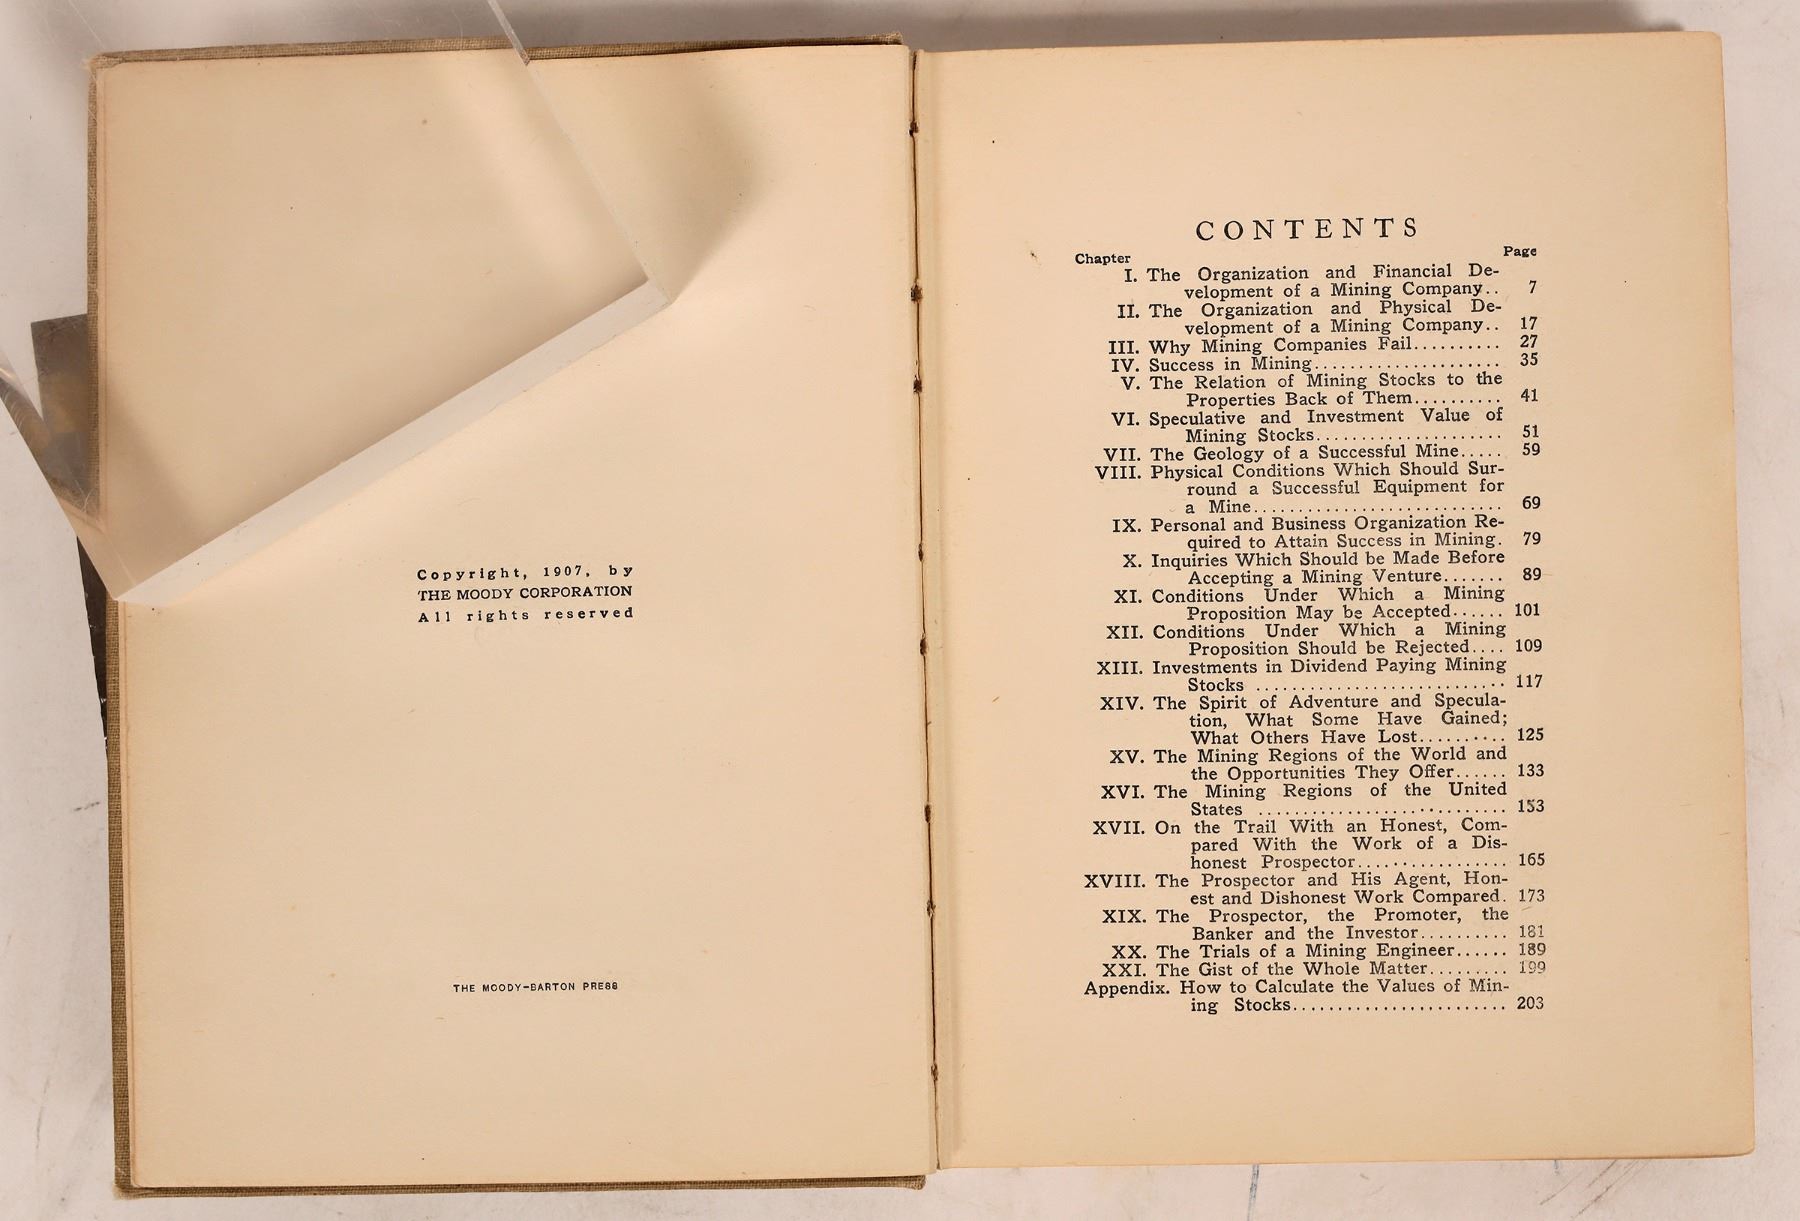 Copyright, 1907, by
THE MOODY CORPORATION
All rights reserved
THE MOODY-BARTON PRESS
CONTENTS
Chapter Page
I. The Organization and Financial De-
velopment of a Mining Company.. 7
II. The Organization and Physical De-
velopment of a Mining Company.. 17
III. Why Mining Companies Fail.......... 27
IV. Success in Mining..................... 35
V. The Relation of Mining Stocks to the
Properties Back of Them.......... 41
VI. Speculative and Investment Value of
Mining Stocks..................... 51
VII. The Geology of a Successful Mine..... 59
VIII. Physical Conditions Which Should Sur-
round a Successful Equipment for
a Mine............................ 69
IX. Personal and Business Organization Re-
quired to Attain Success in Mining. 79
X. Inquiries Which Should be Made Before
Accepting a Mining Venture....... 89
XI. Conditions Under Which a Mining
Proposition May be Accepted...... 101
XII. Conditions Under Which a Mining
Proposition Should be Rejected.... 109
XIII. Investments in Dividend Paying Mining
Stocks ............................ 117
XIV. The Spirit of Adventure and Specula-
tion, What Some Have Gained;
What Others Have Lost.......... 125
XV. The Mining Regions of the World and
the Opportunities They Offer...... 133
XVI. The Mining Regions of the United
States ............................ 153
XVII. On the Trail With an Honest, Com-
pared With the Work of a Dis-
honest Prospector................. 165
XVIII. The Prospector and His Agent, Hon-
est and Dishonest Work Compared. 173
XIX. The Prospector, the Promoter, the
Banker and the Investor.......... 181
XX. The Trials of a Mining Engineer...... 189
XXI. The Gist of the Whole Matter......... 199
Appendix. How to Calculate the Values of Min-
ing Stocks........................ 203